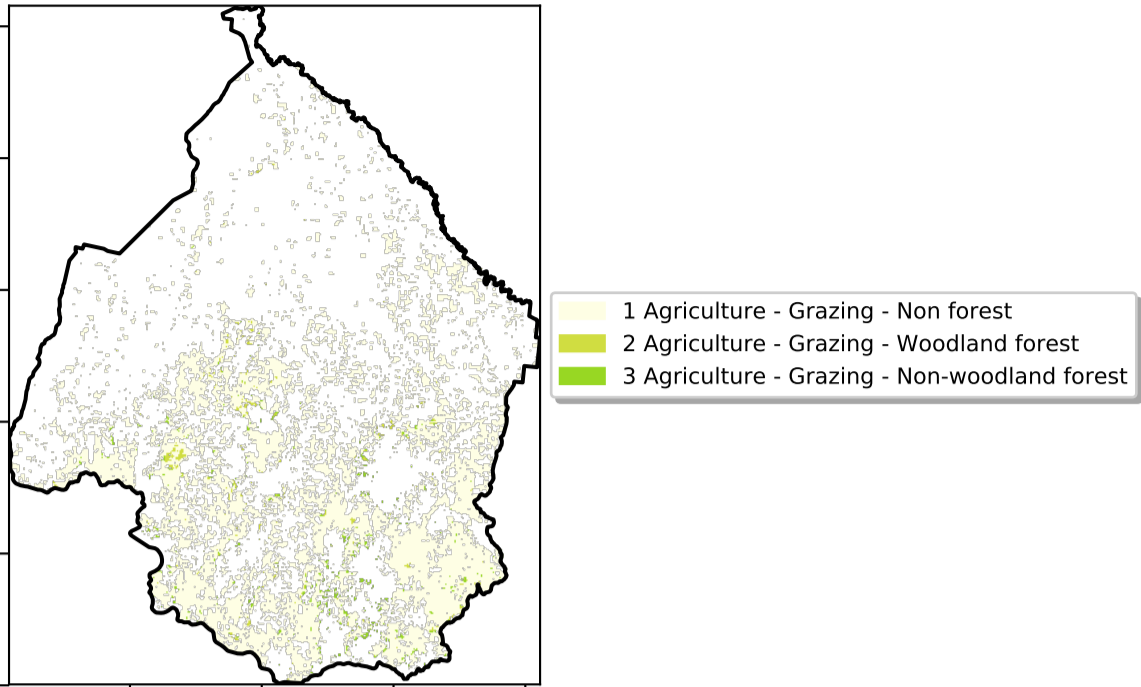 1 Agriculture - Grazing - Non forest
2 Agriculture - Grazing - Woodland forest
3 Agriculture - Grazing - Non-woodland forest